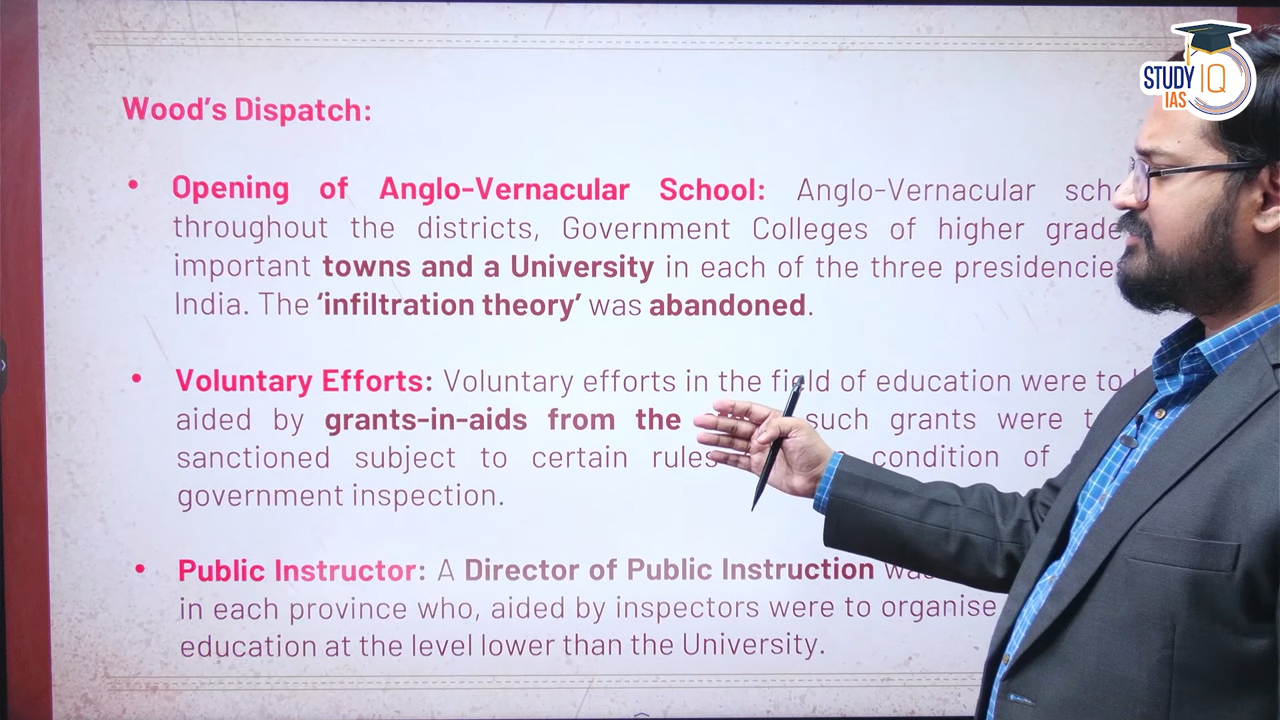 STUDY IQ
IAS
Wood's Dispatch:
• Opening of Anglo-Vernacular School: Anglo-Vernacular
throughout the districts, Government Colleges of higher grade
important towns and a University in each of the three
India. The 'infiltration theory' was abandoned.
• Voluntary Efforts: Voluntary efforts in the field of education were to
aided by grants-in-aids from the such grants were
sanctioned subject to certain rules condition of
government inspection.
• Public Instructor: A Director of Public Instruction
in each province who, aided by inspectors were to organise
education at the level lower than the University.